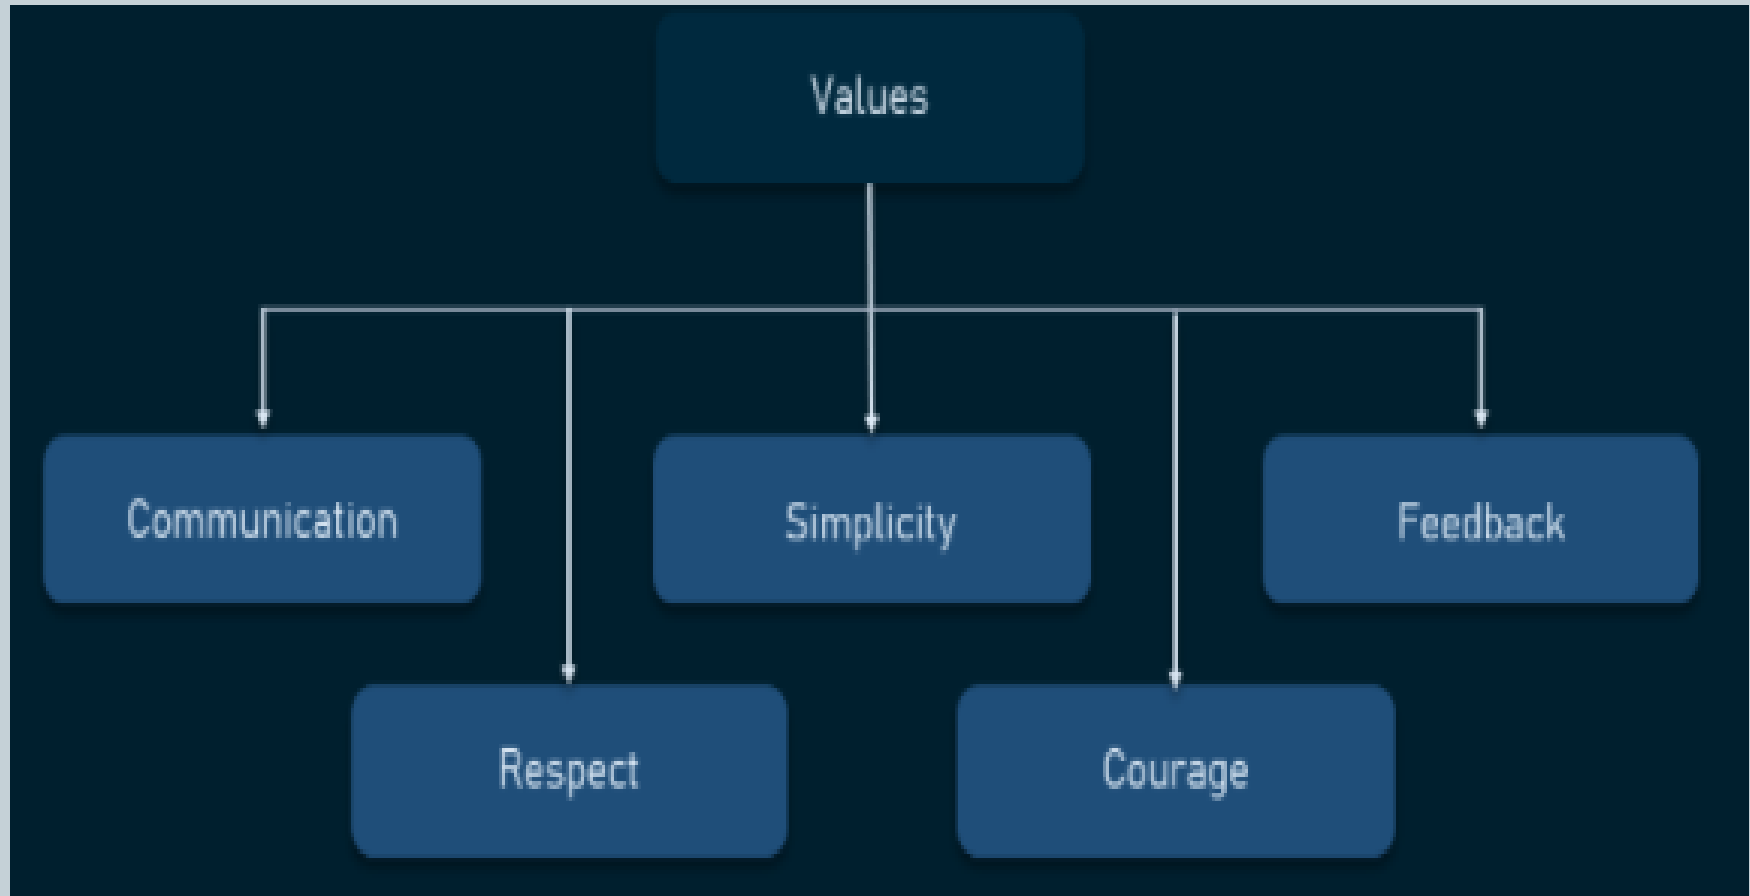 Values
Communication
Simplicity
Feedback
Respect
Courage